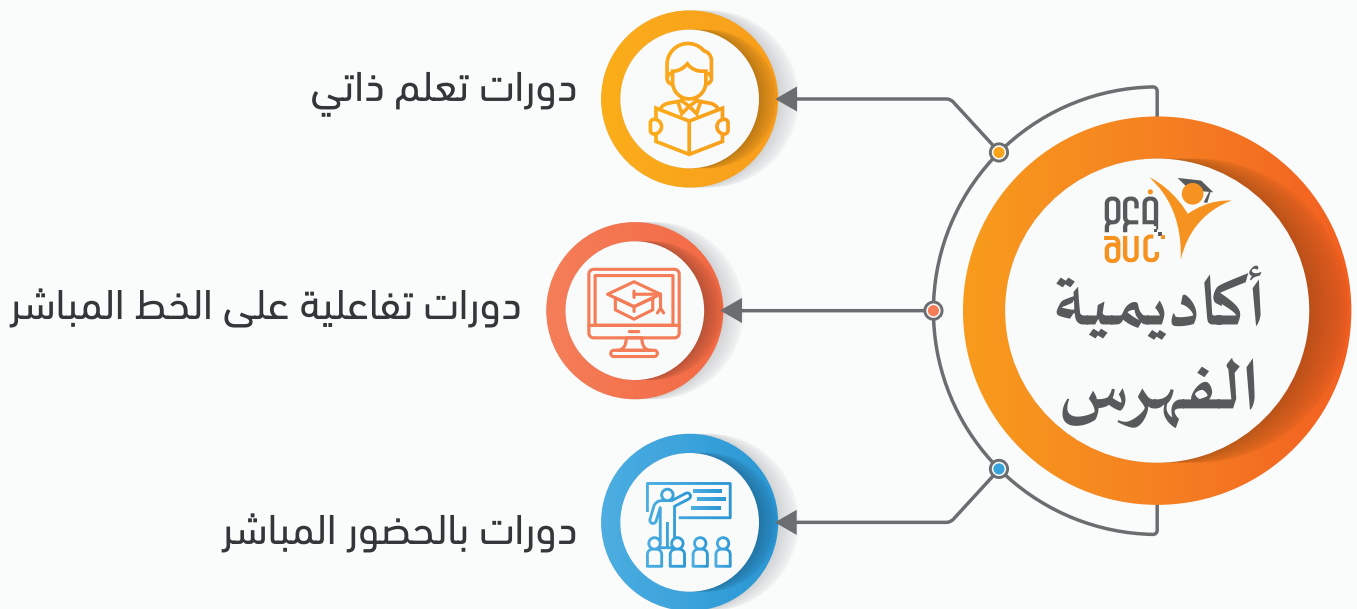 أكاديمية
الفهرس
دورات تعلم ذاتي
دورات تفاعلية على الخط المباشر
دورات بالحضور المباشر